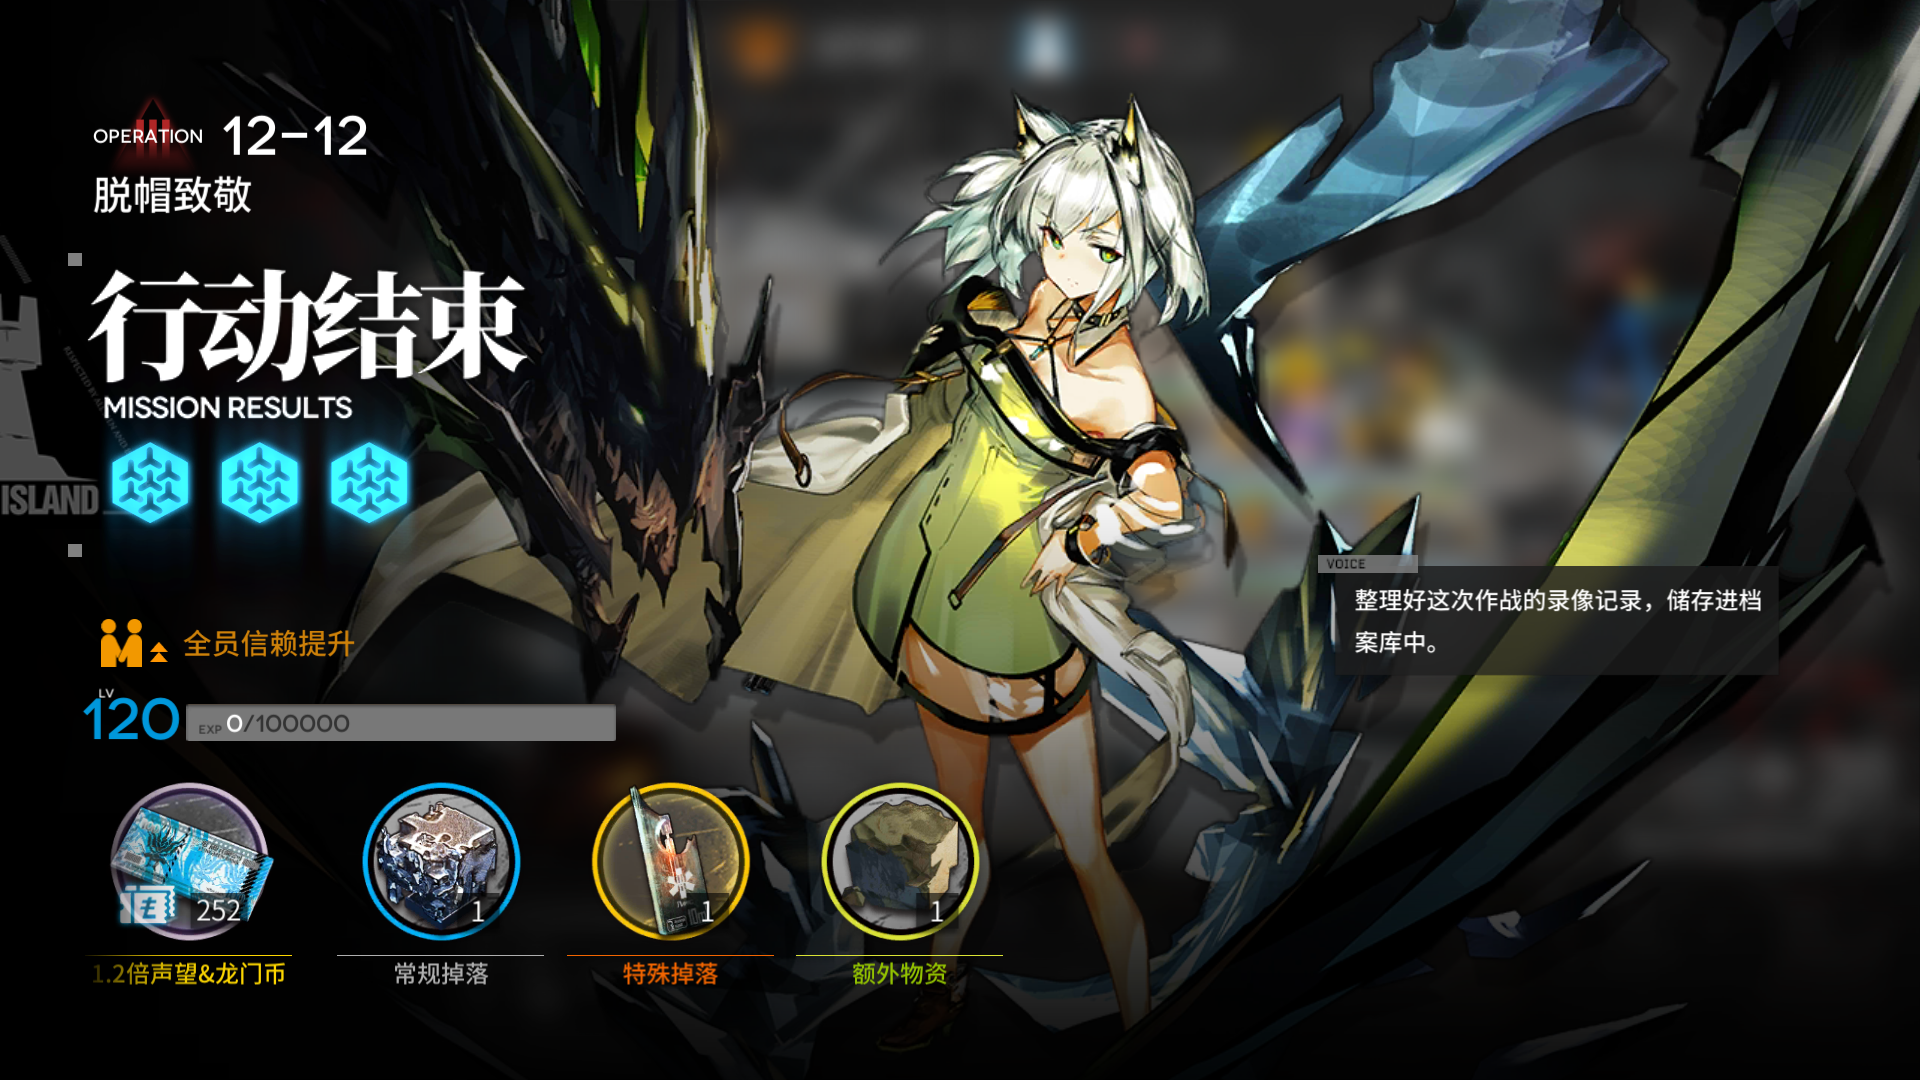 OPERATION 12-12
脱帽致敬
行动结束
MISSION RESULTS
ISLAND
VOICE
整理好这次作战的录像记录，储存进档
案库中。
全员信赖提升
LV
120
EXP 0/100000
252
1
1
1
1.2倍声望&龙门币
常规掉落
特殊掉落
额外物资